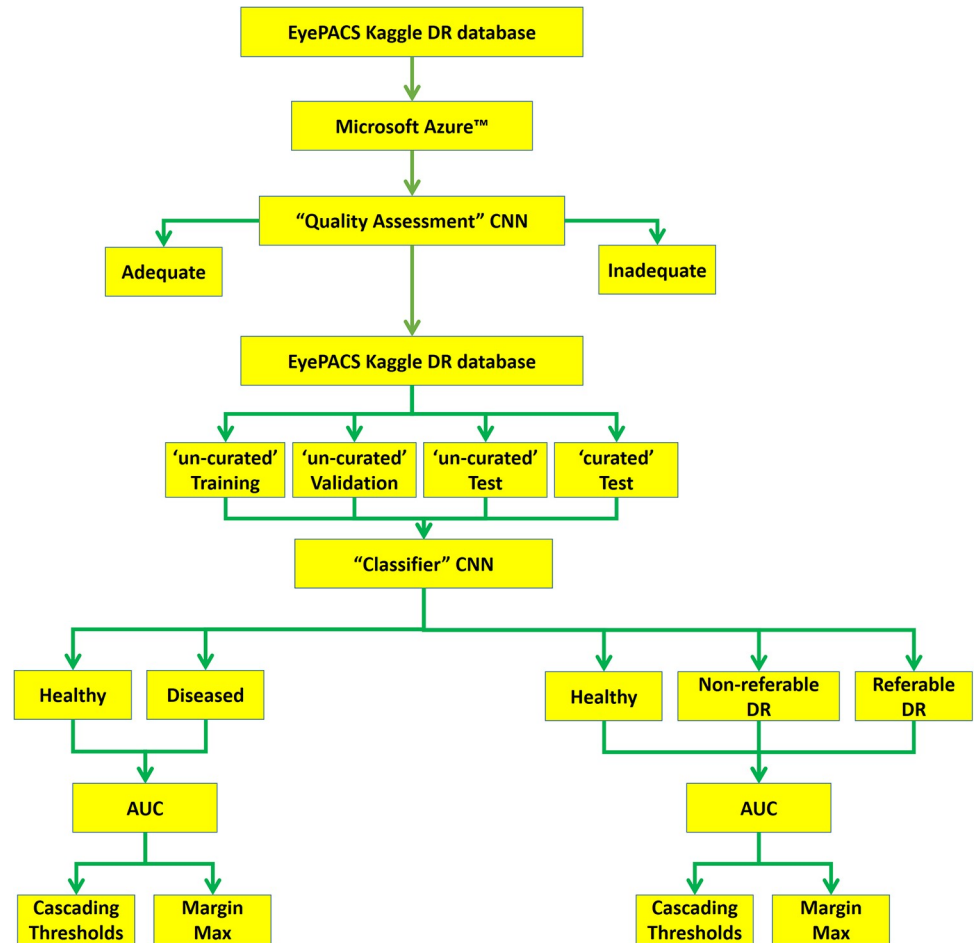 EyePACS Kaggle DR database
Microsoft Azure™
“Quality Assessment” CNN
Adequate
Inadequate
EyePACS Kaggle DR database
‘un-curated’
Training
‘un-curated’
Validation
‘un-curated’
Test
‘curated’
Test
“Classifier” CNN
Healthy
Diseased
Healthy
Non-referable
DR
Referable
DR
AUC
AUC
Cascading
Thresholds
Margin
Max
Cascading
Thresholds
Margin
Max